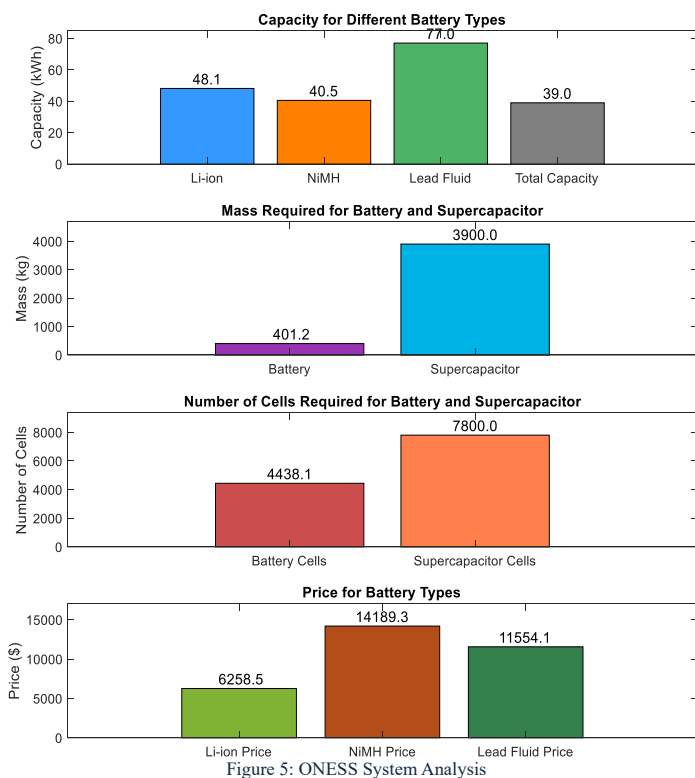 Capacity for Different Battery Types
Capacity (kWh)
80
60
40
20
0
48.1
40.5
77.0
39.0
Li-ion
NiMH
Lead Fluid
Total Capacity
Mass Required for Battery and Supercapacitor
Mass (kg)
4000
3000
2000
1000
0
401.2
3900.0
Battery
Supercapacitor
Number of Cells Required for Battery and Supercapacitor
Number of Cells
8000
6000
4000
2000
0
4438.1
7800.0
Battery Cells
Supercapacitor Cells
Price for Battery Types
Price ($)
15000
10000
5000
0
6258.5
14189.3
11554.1
Li-ion Price
NiMH Price
Lead Fluid Price
Figure 5: ONESS System Analysis